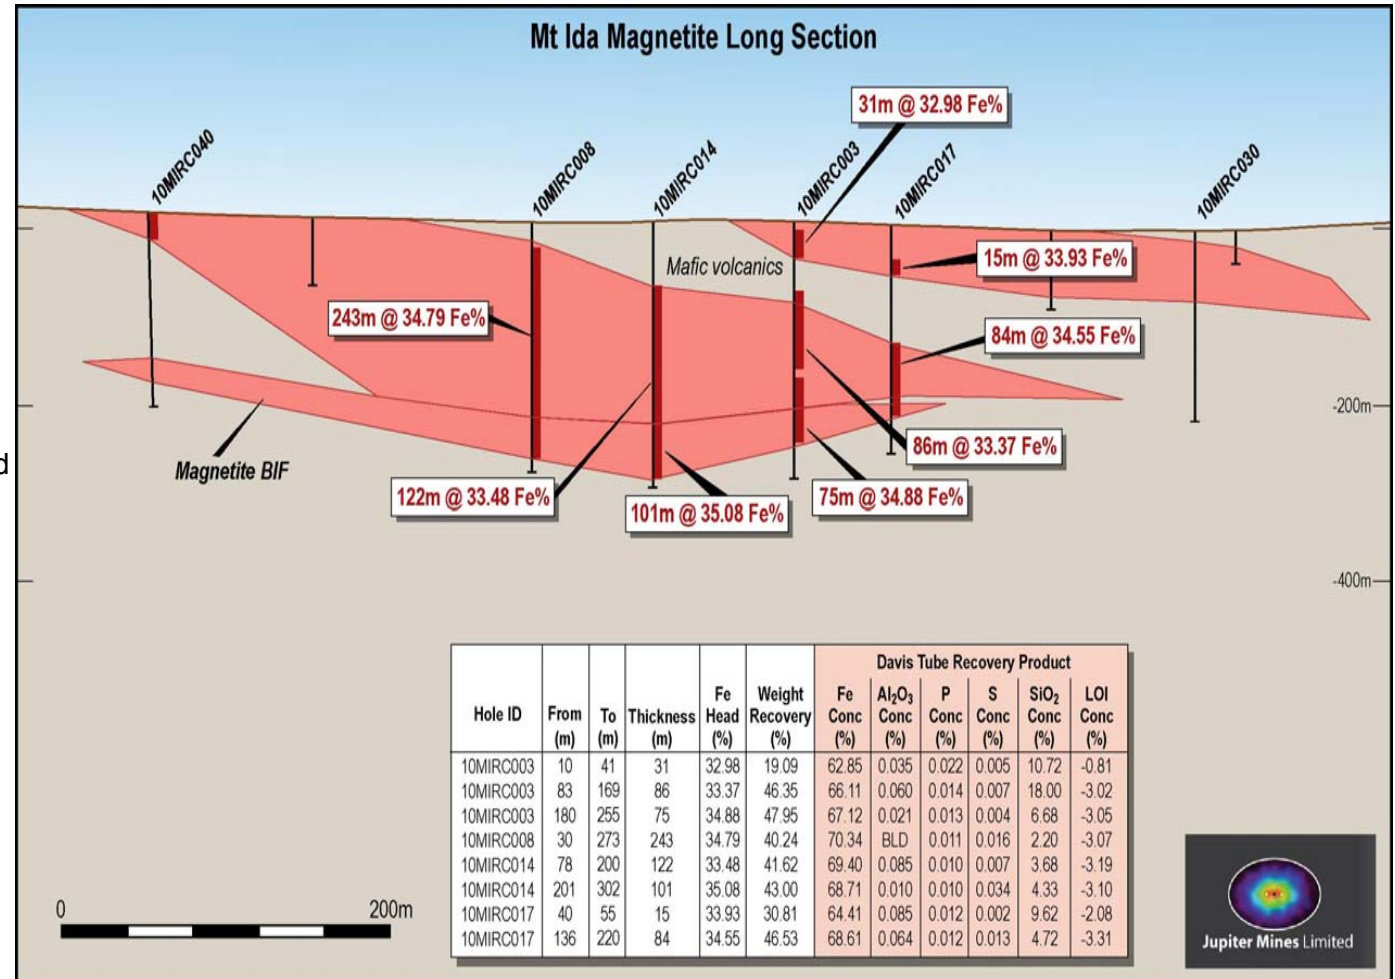 Mt Ida Magnetite Long Section
31m @ 32.98 Fe%
10MIRC040
10MIRC008
10MIRC014
10MIRC003
10MIRC017
10MIRC030
Mafic volcanics
15m @ 33.93 Fe%
243m @ 34.79 Fe%
84m @ 34.55 Fe%
-200m
d
86m @ 33.37 Fe%
Magnetite BIF
122m @ 33.48 Fe%
101m @ 35.08 Fe%
75m @ 34.88 Fe%
-400m
Davis Tube Recovery Product
Hole ID From (m) To (m) Thickness (m) Fe Head (%) Weight Recovery (%) Fe Conc (%) Al₂O₃ Conc (%) P Conc (%) S Conc (%) SiO₂ Conc (%) LOI Conc (%)
10MIRC003 10 41 31 32.98 19.09 62.85 0.035 0.022 0.005 10.72 -0.81
10MIRC003 83 169 86 33.37 46.35 66.11 0.060 0.014 0.007 18.00 -3.02
10MIRC003 180 255 75 34.88 47.95 67.12 0.021 0.013 0.004 6.68 -3.05
10MIRC008 30 273 243 34.79 40.24 70.34 BLD 0.011 0.016 2.20 -3.07
10MIRC014 78 200 122 33.48 41.62 69.40 0.085 0.010 0.007 3.68 -3.19
10MIRC014 201 302 101 35.08 43.00 68.71 0.010 0.010 0.034 4.33 -3.10
10MIRC017 40 55 15 33.93 30.81 64.41 0.085 0.012 0.002 9.62 -2.08
10MIRC017 136 220 84 34.55 46.53 68.61 0.064 0.012 0.013 4.72 -3.31
0 200m
Jupiter Mines Limited